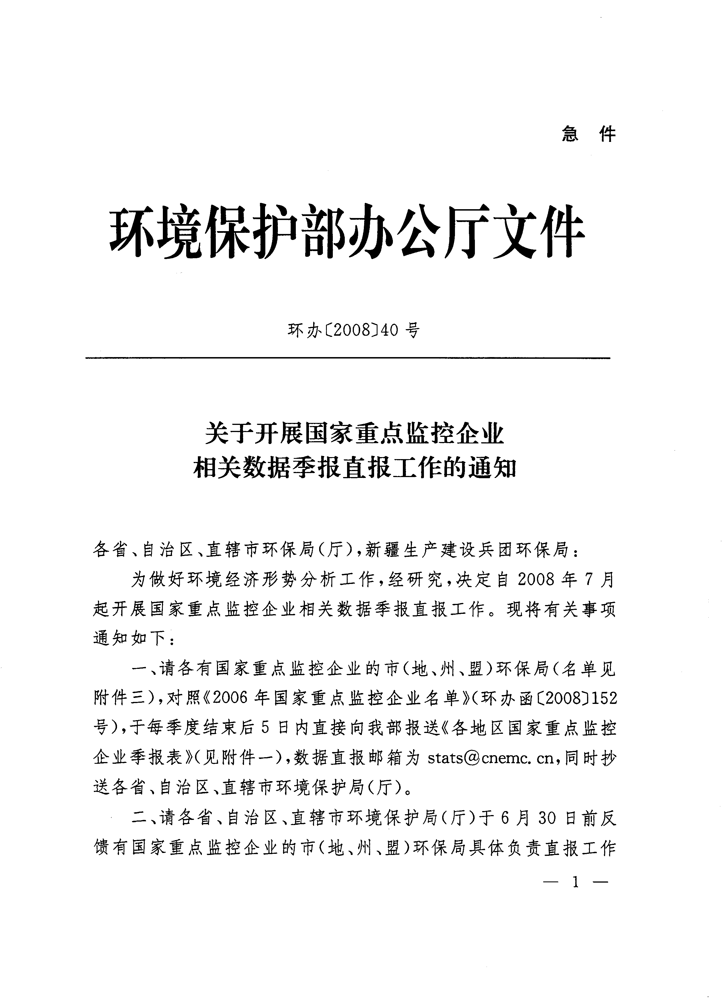 急 件
环境保护部办公厅文件
环办〔2008〕40 号
关于开展国家重点监控企业
相关数据季报直报工作的通知
各省、自治区、直辖市环保局(厅),新疆生产建设兵团环保局:
为做好环境经济形势分析工作,经研究,决定自 2008 年 7 月
起开展国家重点监控企业相关数据季报直报工作。现将有关事项
通知如下:
一、请各有国家重点监控企业的市(地、州、盟)环保局(名单见
附件三),对照《2006 年国家重点监控企业名单》(环办函〔2008〕152
号),于每季度结束后 5 日内直接向我部报送《各地区国家重点监控
企业季报表》(见附件一),数据直报邮箱为 stats@cnemc.cn,同时抄
送各省、自治区、直辖市环境保护局(厅)。
二、请各省、自治区、直辖市环境保护局(厅)于 6 月 30 日前反
馈有国家重点监控企业的市(地、州、盟)环保局具体负责直报工作
— 1 —